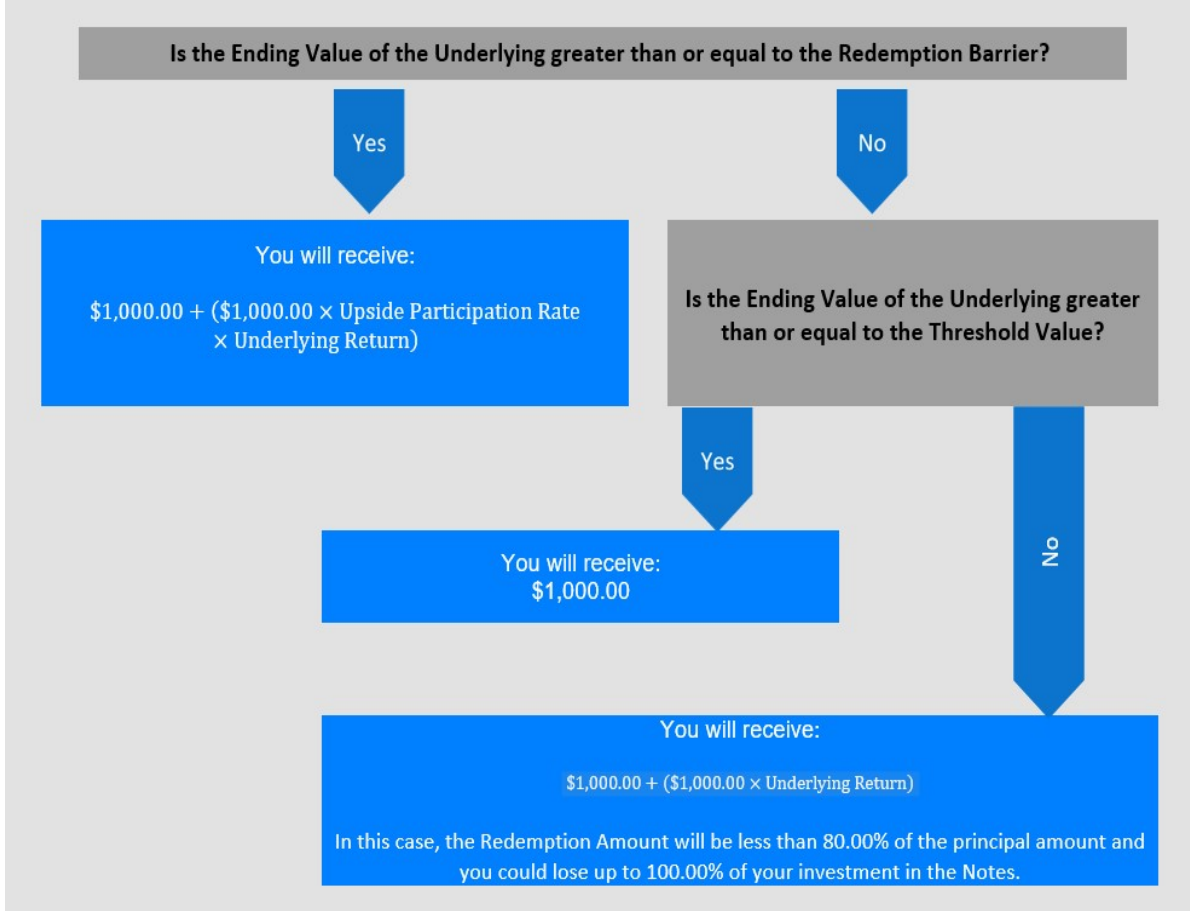 Is the Ending Value of the Underlying greater than or equal to the Redemption Barrier?
Yes
No
You will receive:
$1,000.00 + ($1,000.00 × Upside Participation Rate
× Underlying Return)
Is the Ending Value of the Underlying greater
than or equal to the Threshold Value?
Yes
No
You will receive:
$1,000.00
You will receive:
$1,000.00 + ($1,000.00 × Underlying Return)
In this case, the Redemption Amount will be less than 80.00% of the principal amount and
you could lose up to 100.00% of your investment in the Notes.